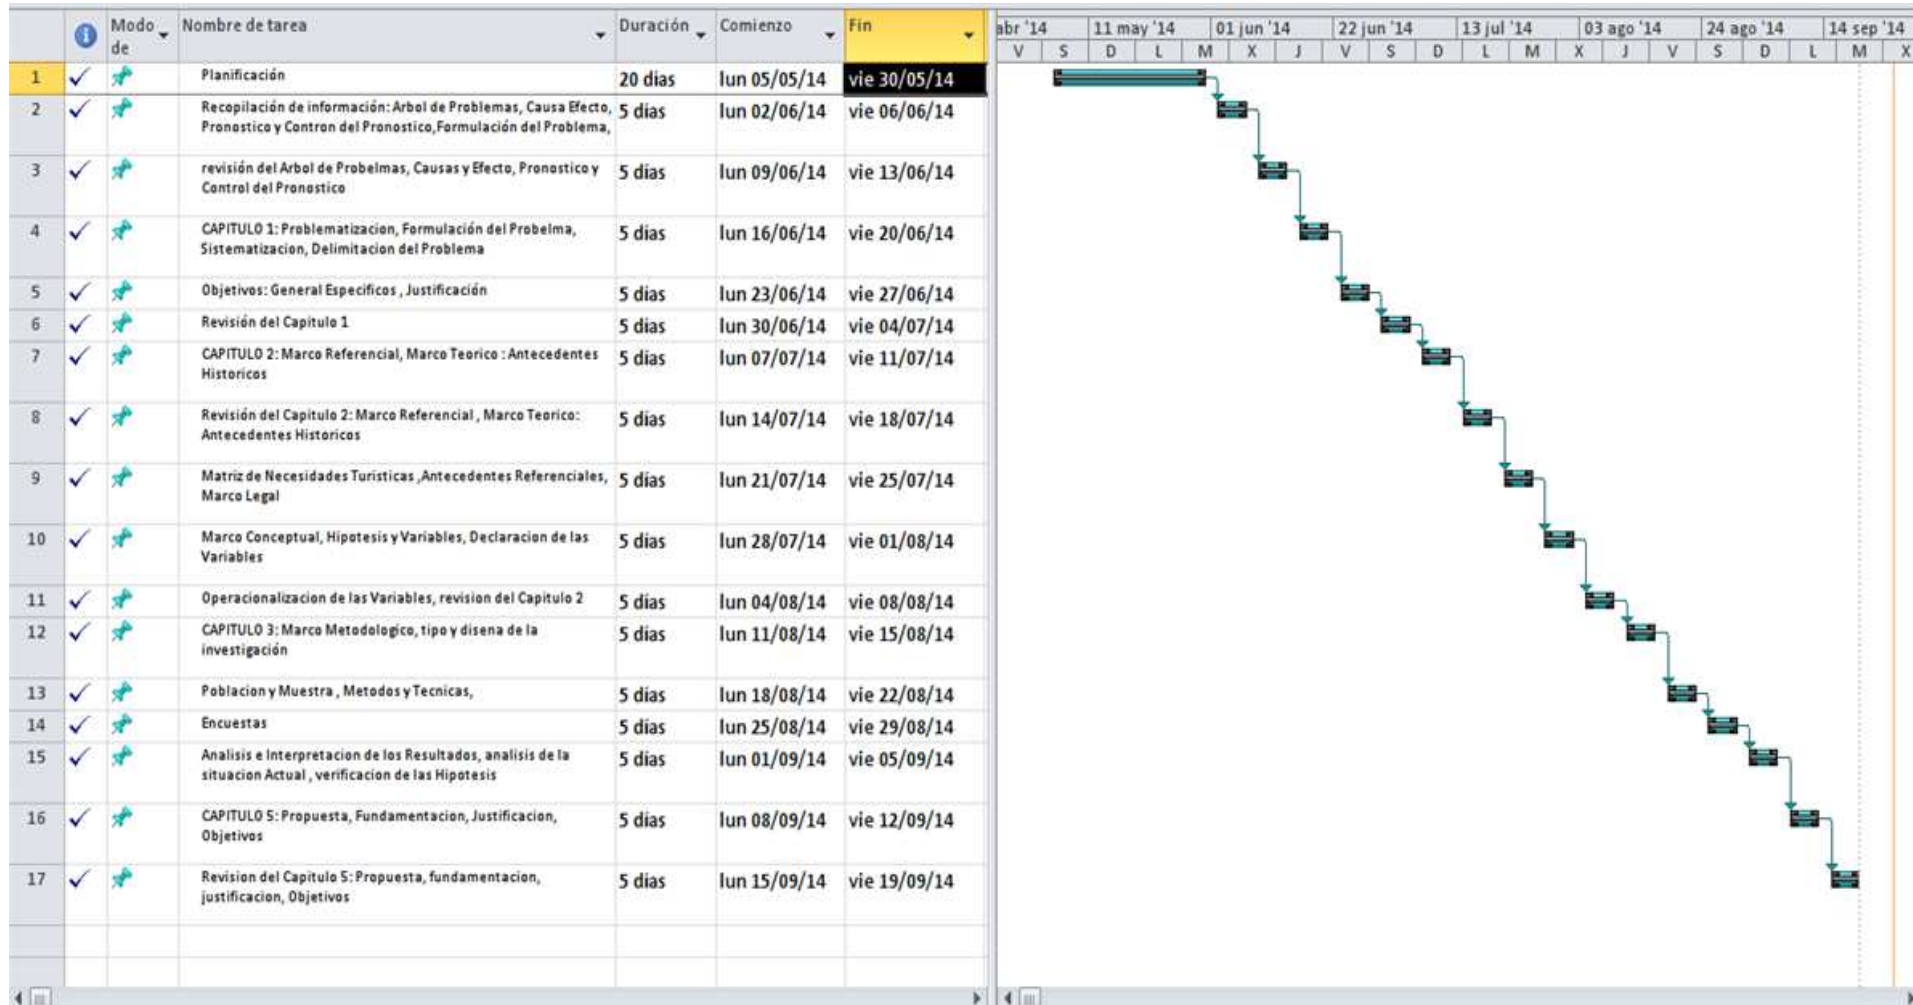 Modo de
Nombre de tarea
Duración
Comienzo
Fin
abr '14
11 may '14
01 jun '14
22 jun '14
13 jul '14
03 ago '14
24 ago '14
14 sep '14
V S D L M X J V S D L M X J V S D L M X
1 Planificación 20 días lun 05/05/14 vie 30/05/14
2 Recopilación de información: Arbol de Problemas, Causa Efecto, 5 días lun 02/06/14 vie 06/06/14
Pronostico y Contron del Pronostico,Formulación del Problema,
3 revisión del Arbol de Probelmas, Causas y Efecto, Pronostico y 5 días lun 09/06/14 vie 13/06/14
Control del Pronostico
4 CAPITULO 1: Problematizacion, Formulación del Probelma, 5 días lun 16/06/14 vie 20/06/14
Sistematizacion, Delimitacion del Problema
5 Objetivos: General Especificos , Justificación 5 días lun 23/06/14 vie 27/06/14
6 Revisión del Capitulo 1 5 días lun 30/06/14 vie 04/07/14
7 CAPITULO 2: Marco Referencial, Marco Teorico : Antecedentes 5 días lun 07/07/14 vie 11/07/14
Historicos
8 Revisión del Capitulo 2: Marco Referencial , Marco Teorico: 5 días lun 14/07/14 vie 18/07/14
Antecedentes Historicos
9 Matriz de Necesidades Turisticas ,Antecedentes Referenciales, 5 días lun 21/07/14 vie 25/07/14
Marco Legal
10 Marco Conceptual, Hipotesis y Variables, Declaracion de las 5 días lun 28/07/14 vie 01/08/14
Variables
11 Operacionalizacion de las Variables, revision del Capitulo 2 5 días lun 04/08/14 vie 08/08/14
12 CAPITULO 3: Marco Metodologico, tipo y disena de la 5 días lun 11/08/14 vie 15/08/14
investigación
13 Poblacion y Muestra , Metodos y Tecnicas, 5 días lun 18/08/14 vie 22/08/14
14 Encuestas 5 días lun 25/08/14 vie 29/08/14
15 Analisis e Interpretacion de los Resultados, analisis de la 5 días lun 01/09/14 vie 05/09/14
situacion Actual , verificacion de las Hipotesis
16 CAPITULO 5: Propuesta, Fundamentacion, Justificacion, 5 días lun 08/09/14 vie 12/09/14
Objetivos
17 Revision del Capitulo 5: Propuesta, fundamentacion, 5 días lun 15/09/14 vie 19/09/14
justificacion, Objetivos